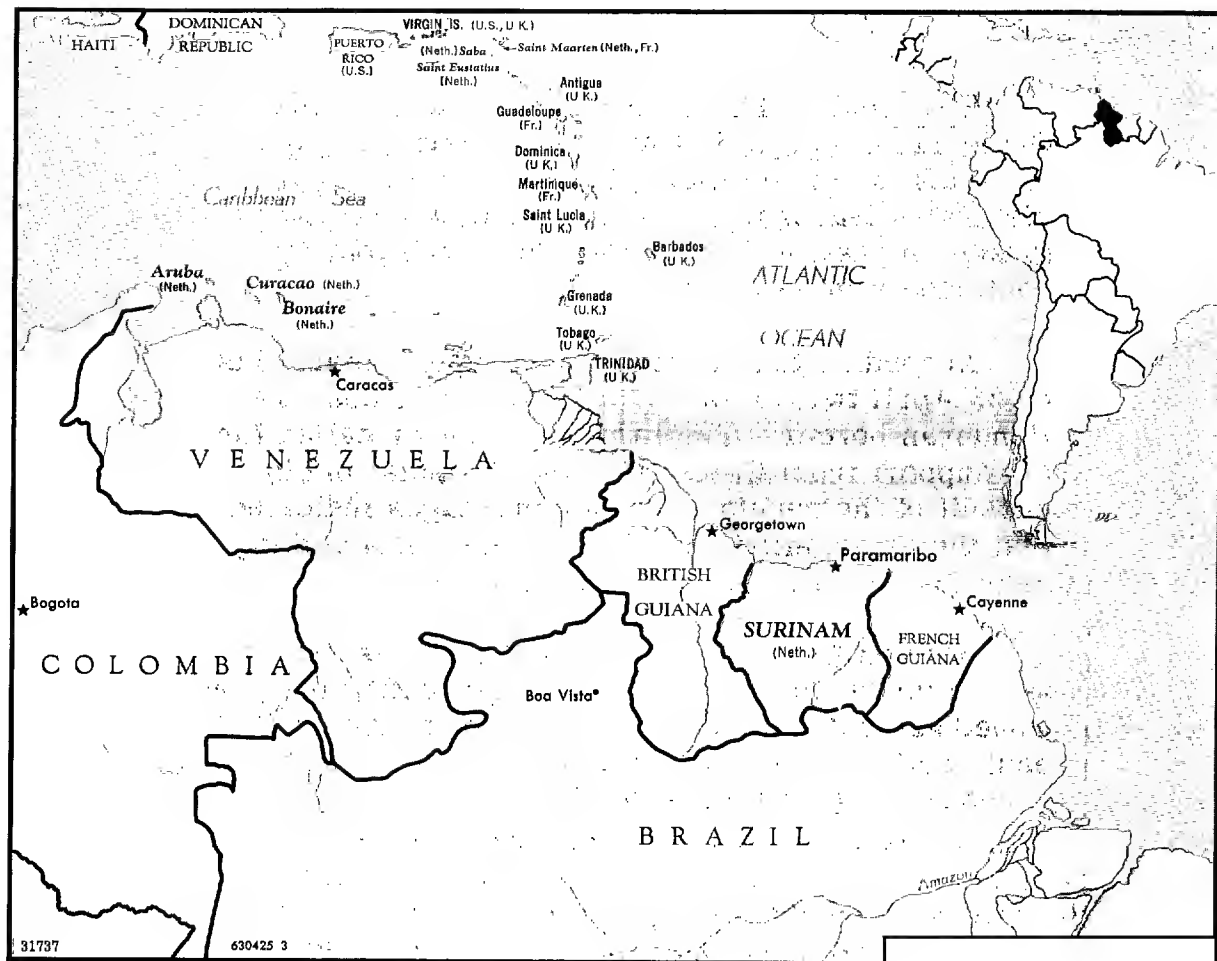 HAITI
DOMINICAN
REPUBLIC
PUERTO
RICO
(U.S.)
VIRGIN IS. (U.S., U K.)
(Neth.) Saba
Saint Maarten (Neth., Fr.)
Saint Eustatius
(Neth.)
Antigua
(U K.)
Guadeloupe
(Fr.)
Dominica
(U K.)
Martinique
(Fr.)
Saint Lucia
(U K.)
Caribbean Sea
Barbados
(U K.)
ATLANTIC
OCEAN
Aruba
(Neth.)
Curacao (Neth.)
Bonaire
(Neth.)
Grenada
(U.K.)
Tobago
(U K.)
TRINIDAD
(U K.)
Caracas
VENEZUELA
Georgetown
Paramaribo
BRITISH
GUIANA
Bogota
Cayenne
SURINAM
(Neth.)
FRENCH
GUIANA
COLOMBIA
Boa Vista
BRAZIL
Amazon
31737
630425 3